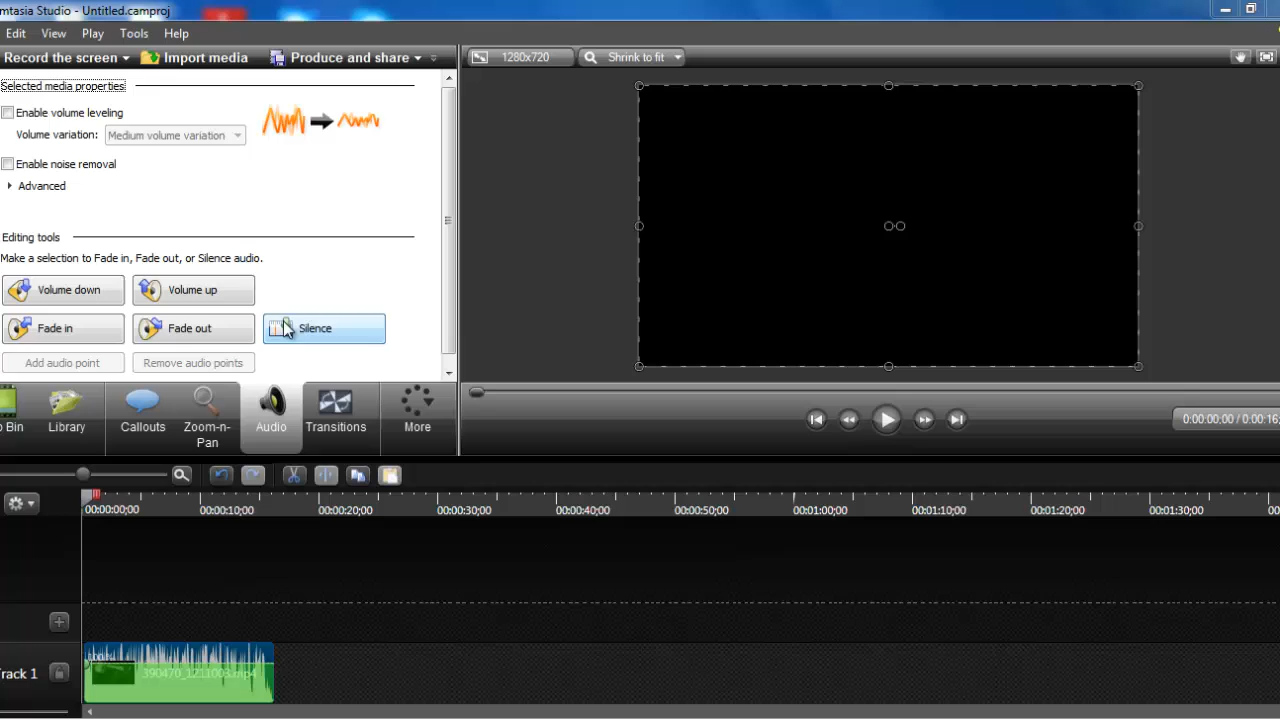 mtasia Studio - Untitled.camproj
Edit View Play Tools Help
Record the screen Import media Produce and share 1280x720 Shrink to fit
Selected media properties
Enable volume leveling
Volume variation: Medium volume variation
Enable noise removal
Advanced
Editing tools
Make a selection to Fade in, Fade out, or Silence audio.
Volume down Volume up
Fade in Fade out Silence
Add audio point Remove audio points
Bin Library Callouts Zoom-n-Pan Audio Transitions More
0:00:00;00 / 0:00:16;
00:00:00;00 00:00:10;00 00:00:20;00 00:00:30;00 00:00:40;00 00:00:50;00 00:01:00;00 00:01:10;00 00:01:20;00 00:01:30;00 00
rack 1 390470_1211003.mp4